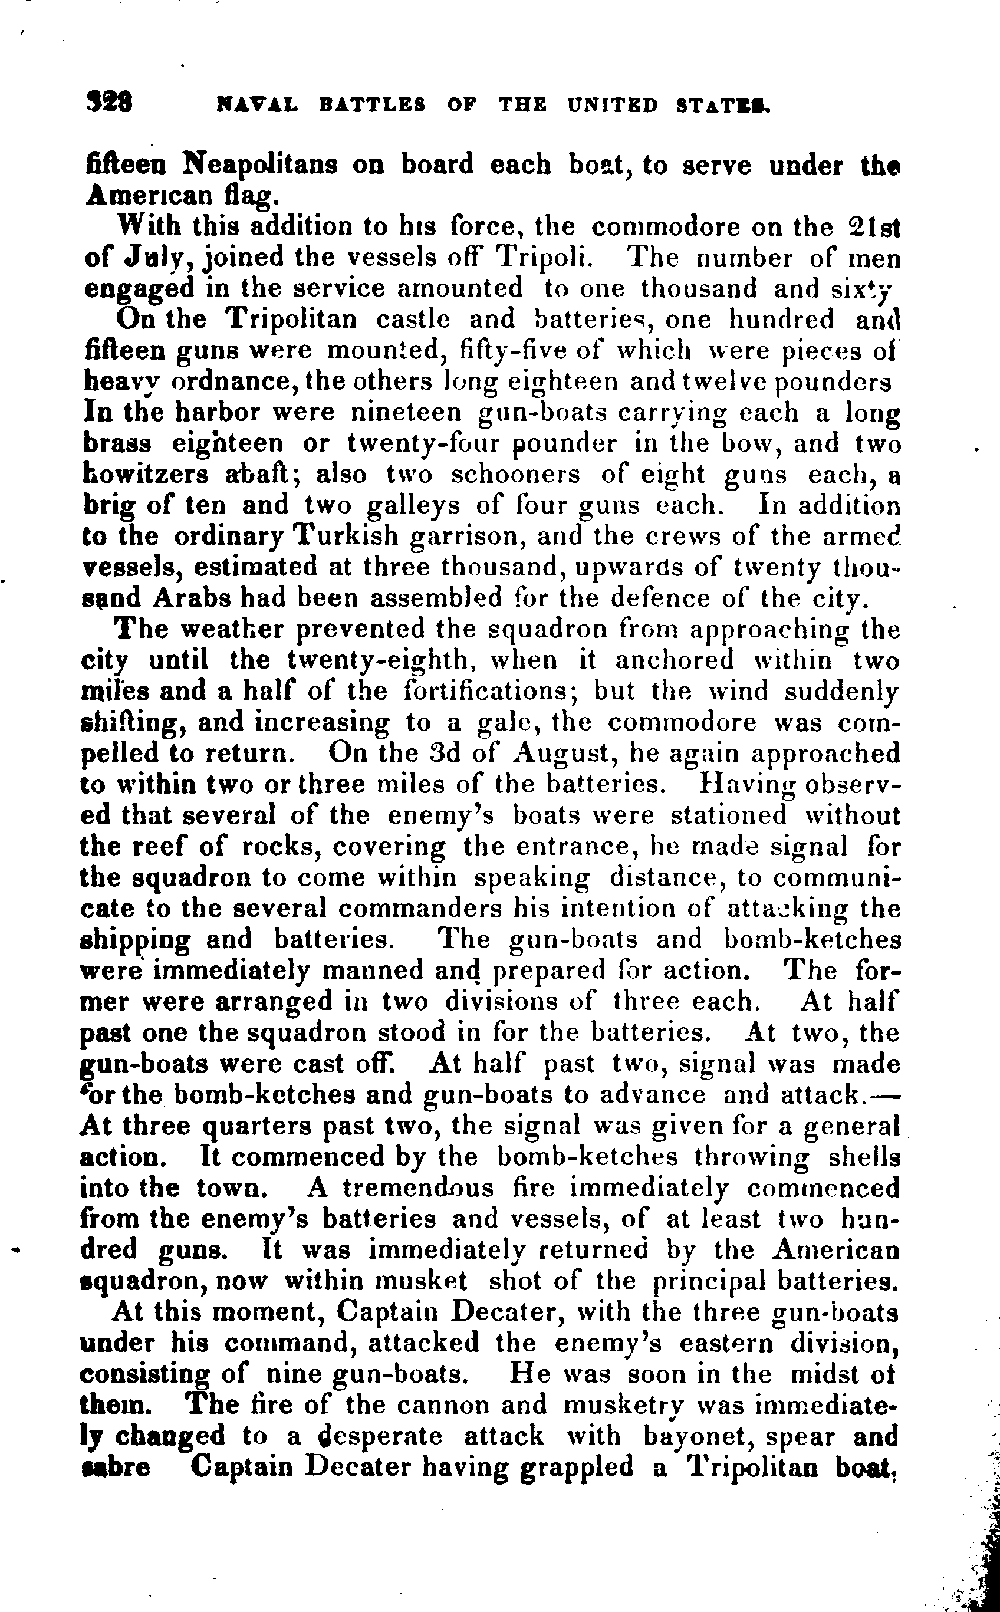 328 NAVAL BATTLES OF THE UNITED STATES.
fifteen Neapolitans on board each boat, to serve under the
American flag.
With this addition to his force, the commodore on the 21st
of July, joined the vessels off Tripoli. The number of men
engaged in the service amounted to one thousand and sixty
On the Tripolitan castle and batteries, one hundred and
fifteen guns were mounted, fifty-five of which were pieces of
heavy ordnance, the others long eighteen and twelve pounders
In the harbor were nineteen gun-boats carrying each a long
brass eighteen or twenty-four pounder in the bow, and two
howitzers abaft; also two schooners of eight guns each, a
brig of ten and two galleys of four guns each. In addition
to the ordinary Turkish garrison, and the crews of the armed
vessels, estimated at three thousand, upwards of twenty thou-
sand Arabs had been assembled for the defence of the city.
The weather prevented the squadron from approaching the
city until the twenty-eighth, when it anchored within two
miles and a half of the fortifications; but the wind suddenly
shifting, and increasing to a gale, the commodore was com-
pelled to return. On the 3d of August, he again approached
to within two or three miles of the batteries. Having observ-
ed that several of the enemy's boats were stationed without
the reef of rocks, covering the entrance, he made signal for
the squadron to come within speaking distance, to communi-
cate to the several commanders his intention of attacking the
shipping and batteries. The gun-boats and bomb-ketches
were immediately manned and prepared for action. The for-
mer were arranged in two divisions of three each. At half
past one the squadron stood in for the batteries. At two, the
gun-boats were cast off. At half past two, signal was made
for the bomb-ketches and gun-boats to advance and attack.—
At three quarters past two, the signal was given for a general
action. It commenced by the bomb-ketches throwing shells
into the town. A tremendous fire immediately commenced
from the enemy's batteries and vessels, of at least two hun-
dred guns. It was immediately returned by the American
squadron, now within musket shot of the principal batteries.
At this moment, Captain Decater, with the three gun-boats
under his command, attacked the enemy's eastern division,
consisting of nine gun-boats. He was soon in the midst of
them. The fire of the cannon and musketry was immediate-
ly changed to a desperate attack with bayonet, spear and
sabre Captain Decater having grappled a Tripolitan boat,